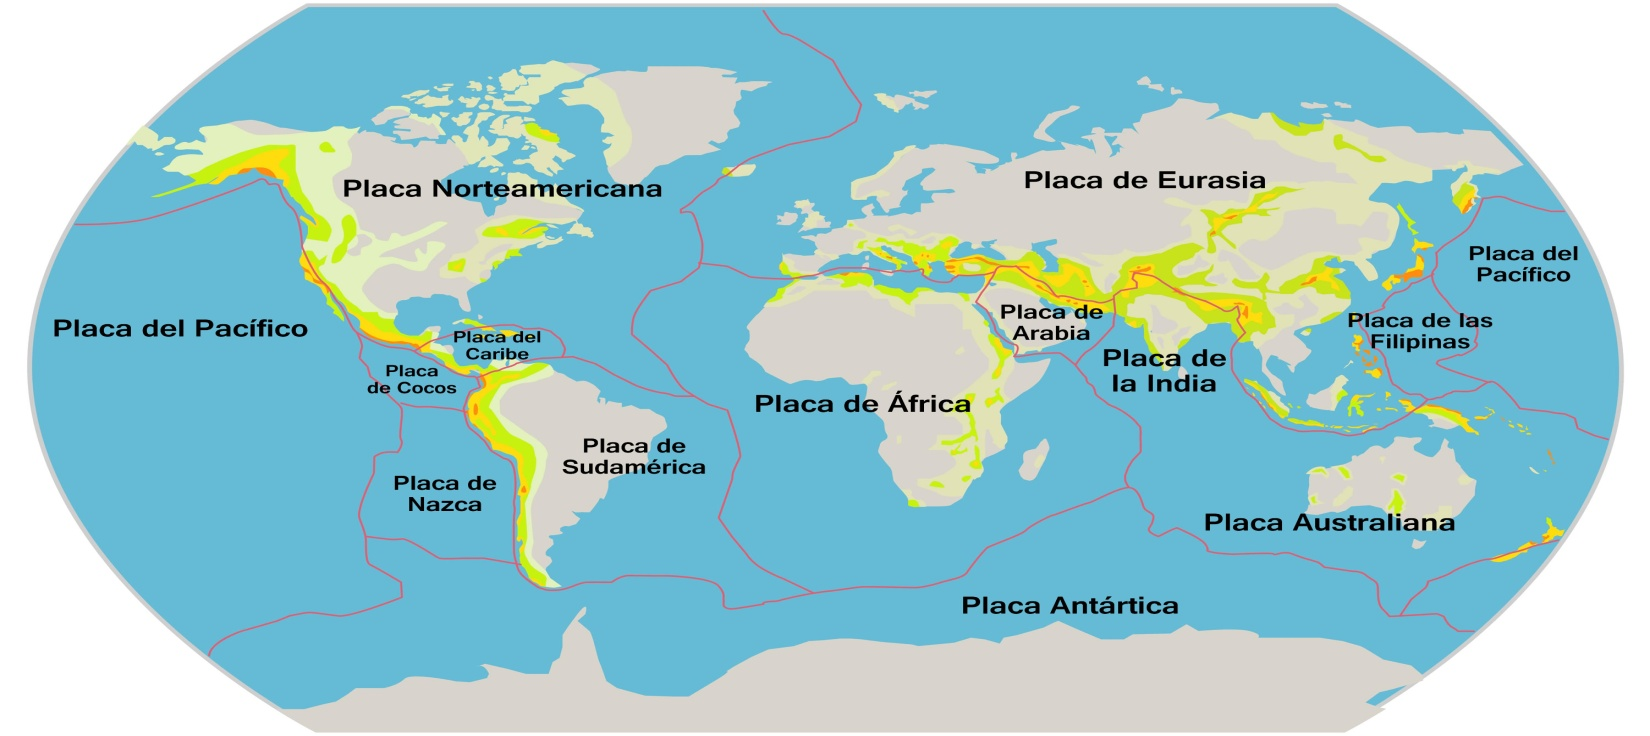 Placa de Eurasia
Placa Norteamericana
Placa del
Pacífico
Placa de
Arabia
Placa de las
Filipinas
Placa del Pacífico
Placa del
Caribe
Placa de
la India
Placa
de Cocos
Placa de África
Placa de
Sudamérica
Placa de
Nazca
Placa Australiana
Placa Antártica